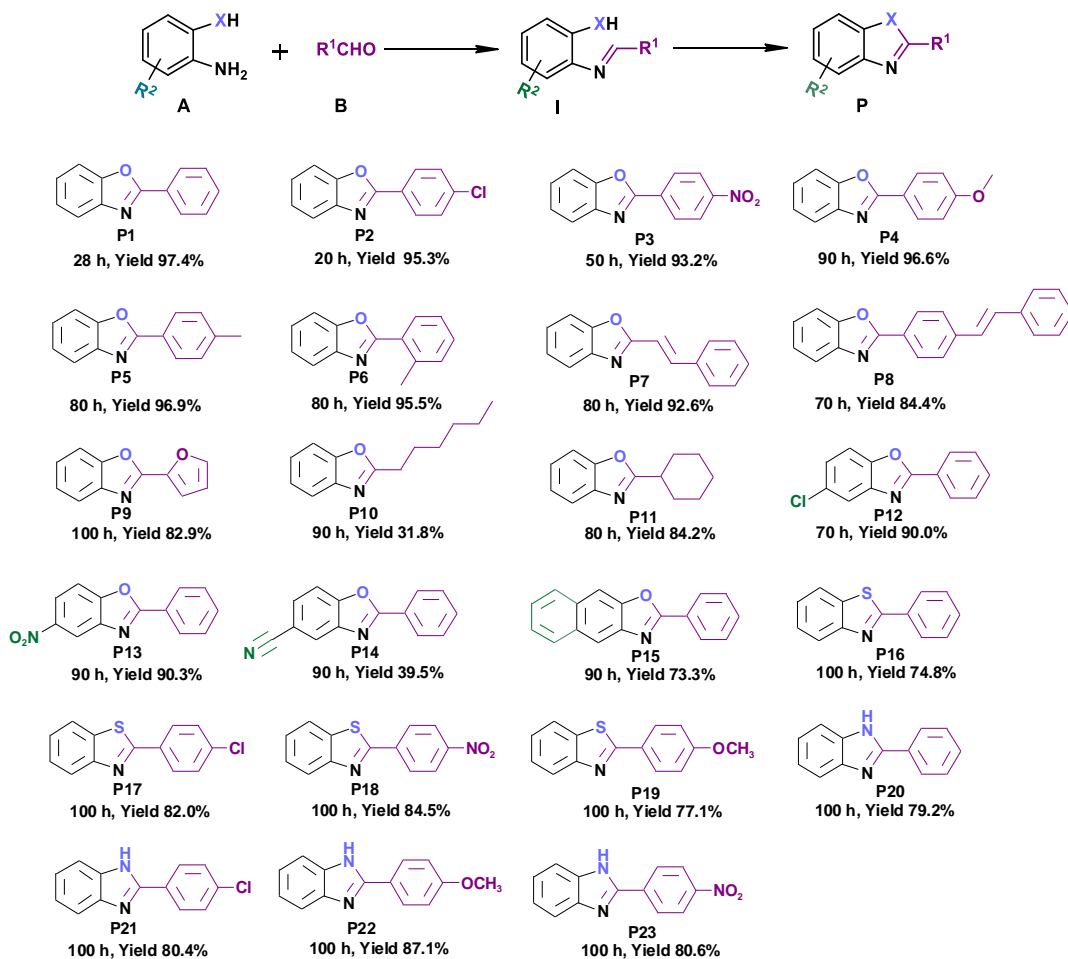 XH
NH₂
R²
A
+
R¹CHO
B
XH
R¹
N
R²
I
X
R¹
N
R²
P
O
N
P1
28 h, Yield 97.4%
O
N
Cl
P2
20 h, Yield 95.3%
O
N
NO₂
P3
50 h, Yield 93.2%
O
N
O
P4
90 h, Yield 96.6%
O
N
P5
80 h, Yield 96.9%
O
N
P6
80 h, Yield 95.5%
O
N
P7
80 h, Yield 92.6%
O
N
P8
70 h, Yield 84.4%
O
O
N
P9
100 h, Yield 82.9%
O
N
P10
90 h, Yield 31.8%
O
N
P11
80 h, Yield 84.2%
O
N
Cl
P12
70 h, Yield 90.0%
O
N
O₂N
P13
90 h, Yield 90.3%
O
N
N
P14
90 h, Yield 39.5%
O
N
P15
90 h, Yield 73.3%
S
N
P16
100 h, Yield 74.8%
S
N
Cl
P17
100 h, Yield 82.0%
S
N
NO₂
P18
100 h, Yield 84.5%
S
N
OCH₃
P19
100 h, Yield 77.1%
H
N
N
P20
100 h, Yield 79.2%
H
N
N
Cl
P21
100 h, Yield 80.4%
H
N
N
OCH₃
P22
100 h, Yield 87.1%
H
N
N
NO₂
P23
100 h, Yield 80.6%